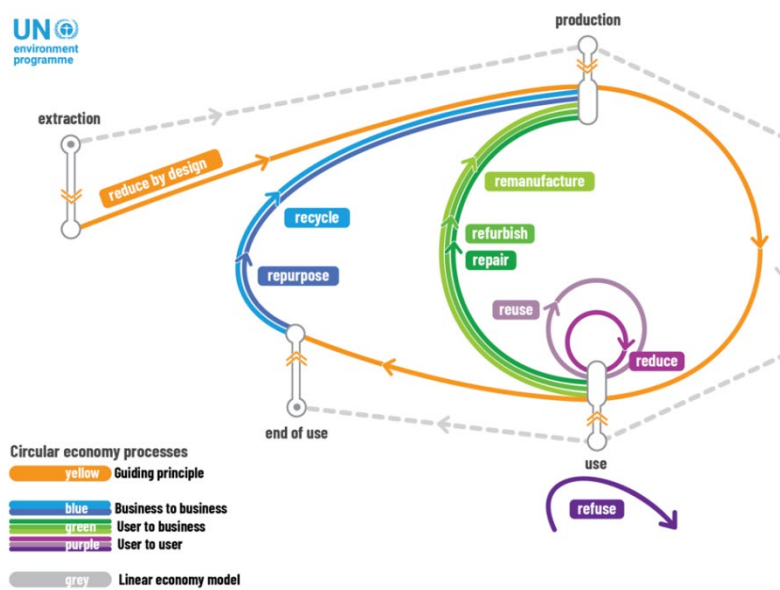 UN
environment
programme
production
extraction
reduce by design
remanufacture
recycle
refurbish
repair
repurpose
reuse
reduce
end of use
use
refuse
Circular economy processes
yellow Guiding principle
blue Business to business
green User to business
purple User to user
grey Linear economy model